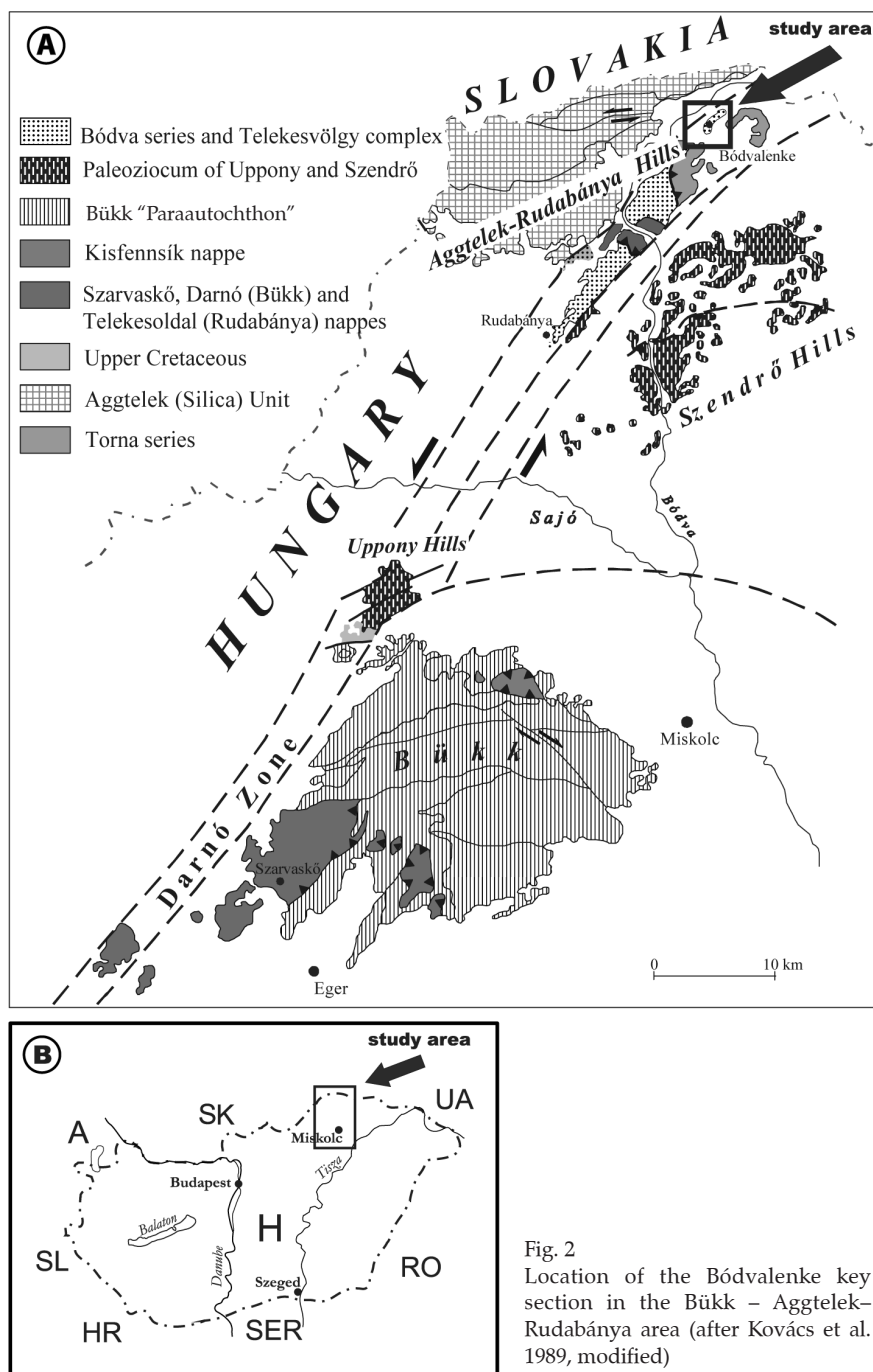 A
study area
SLOVAKIA
Bódva series and Telekesvölgy complex
Paleoziocum of Uppony and Szendrő
Bükk "Paraautochthon"
Kisfennsík nappe
Szarvaskő, Darnó (Bükk) and
Telekesoldal (Rudabánya) nappes
Upper Cretaceous
Aggtelek (Silica) Unit
Torna series
Bódvalenke
Aggtelek-Rudabánya Hills
Rudabánya
Szendrő Hills
HUNGARY
Sajó
Bódva
Uppony Hills
Miskolc
Bükk
Darnó Zone
Szarvaskő
Eger
0 10 km
B
study area
SK
UA
A
Miskolc
Tisza
Budapest
Balaton
H
Danube
SL
RO
Szeged
HR
SER
Fig. 2
Location of the Bódvalenke key
section in the Bükk – Aggtelek–
Rudabánya area (after Kovács et al.
1989, modified)